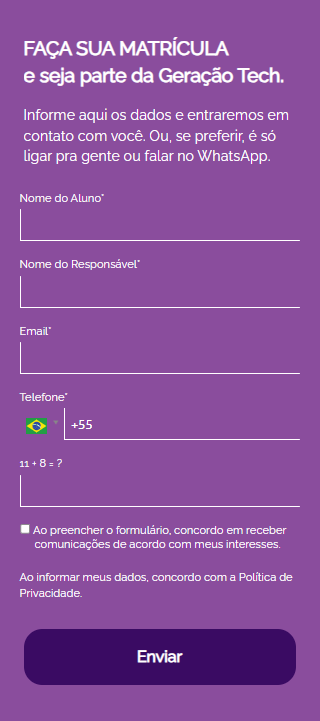 FAÇA SUA MATRÍCULA
e seja parte da Geração Tech.
Informe aqui os dados e entraremos em
contato com você. Ou, se preferir, é só
ligar pra gente ou falar no WhatsApp.
Nome do Aluno*
Nome do Responsável*
Email*
Telefone*
+55
11 + 8 = ?
Ao preencher o formulário, concordo em receber
comunicações de acordo com meus interesses.
Ao informar meus dados, concordo com a Política de
Privacidade.
Enviar